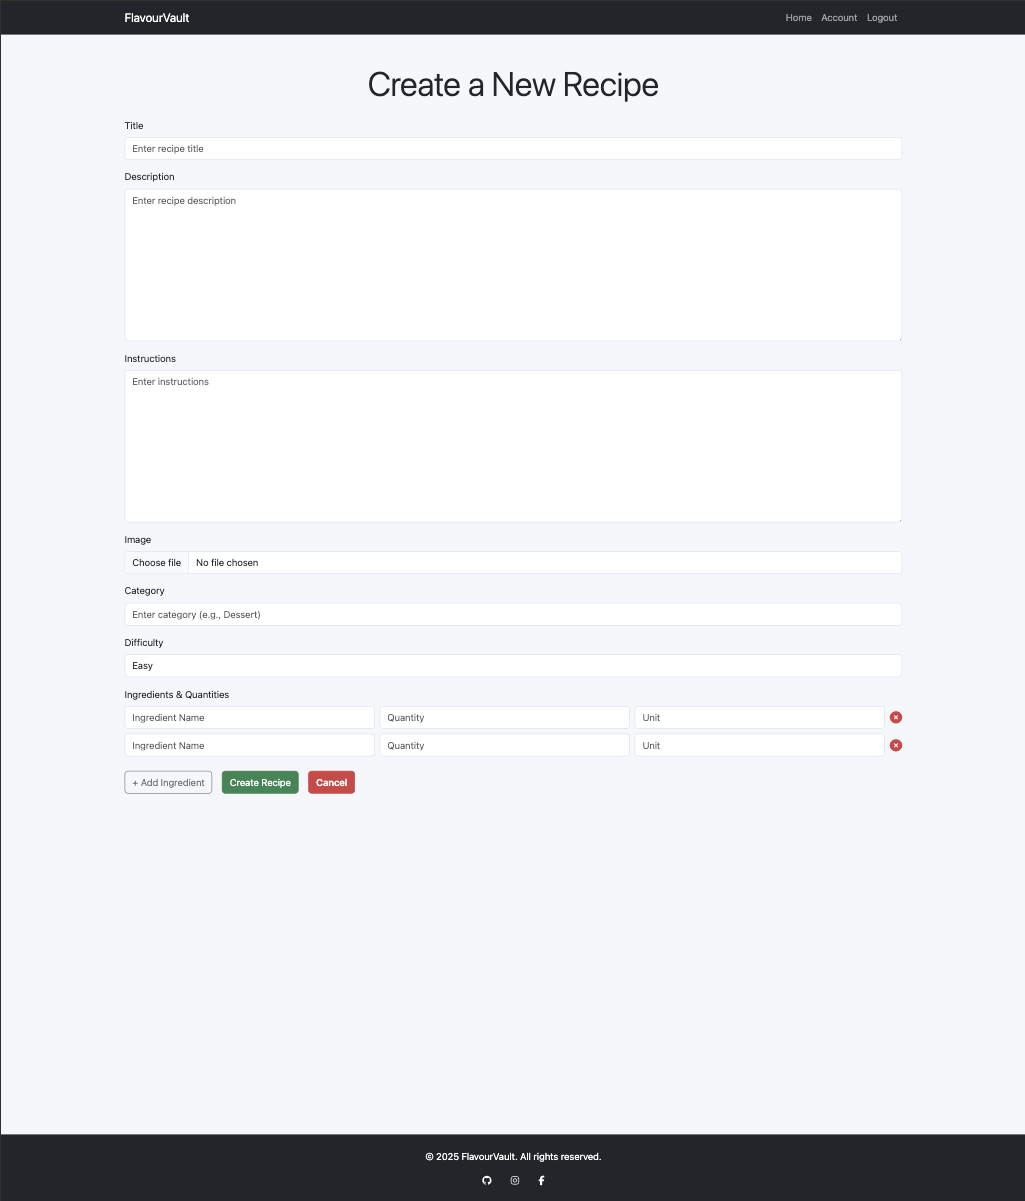 FlavourVault Home Account Logout
Create a New Recipe
Title
Enter recipe title
Description
Enter recipe description
Instructions
Enter instructions
Image
Choose file No file chosen
Category
Enter category (e.g., Dessert)
Difficulty
Easy
Ingredients & Quantities
Ingredient Name Quantity Unit
Ingredient Name Quantity Unit
+ Add Ingredient Create Recipe Cancel
© 2025 FlavourVault. All rights reserved.